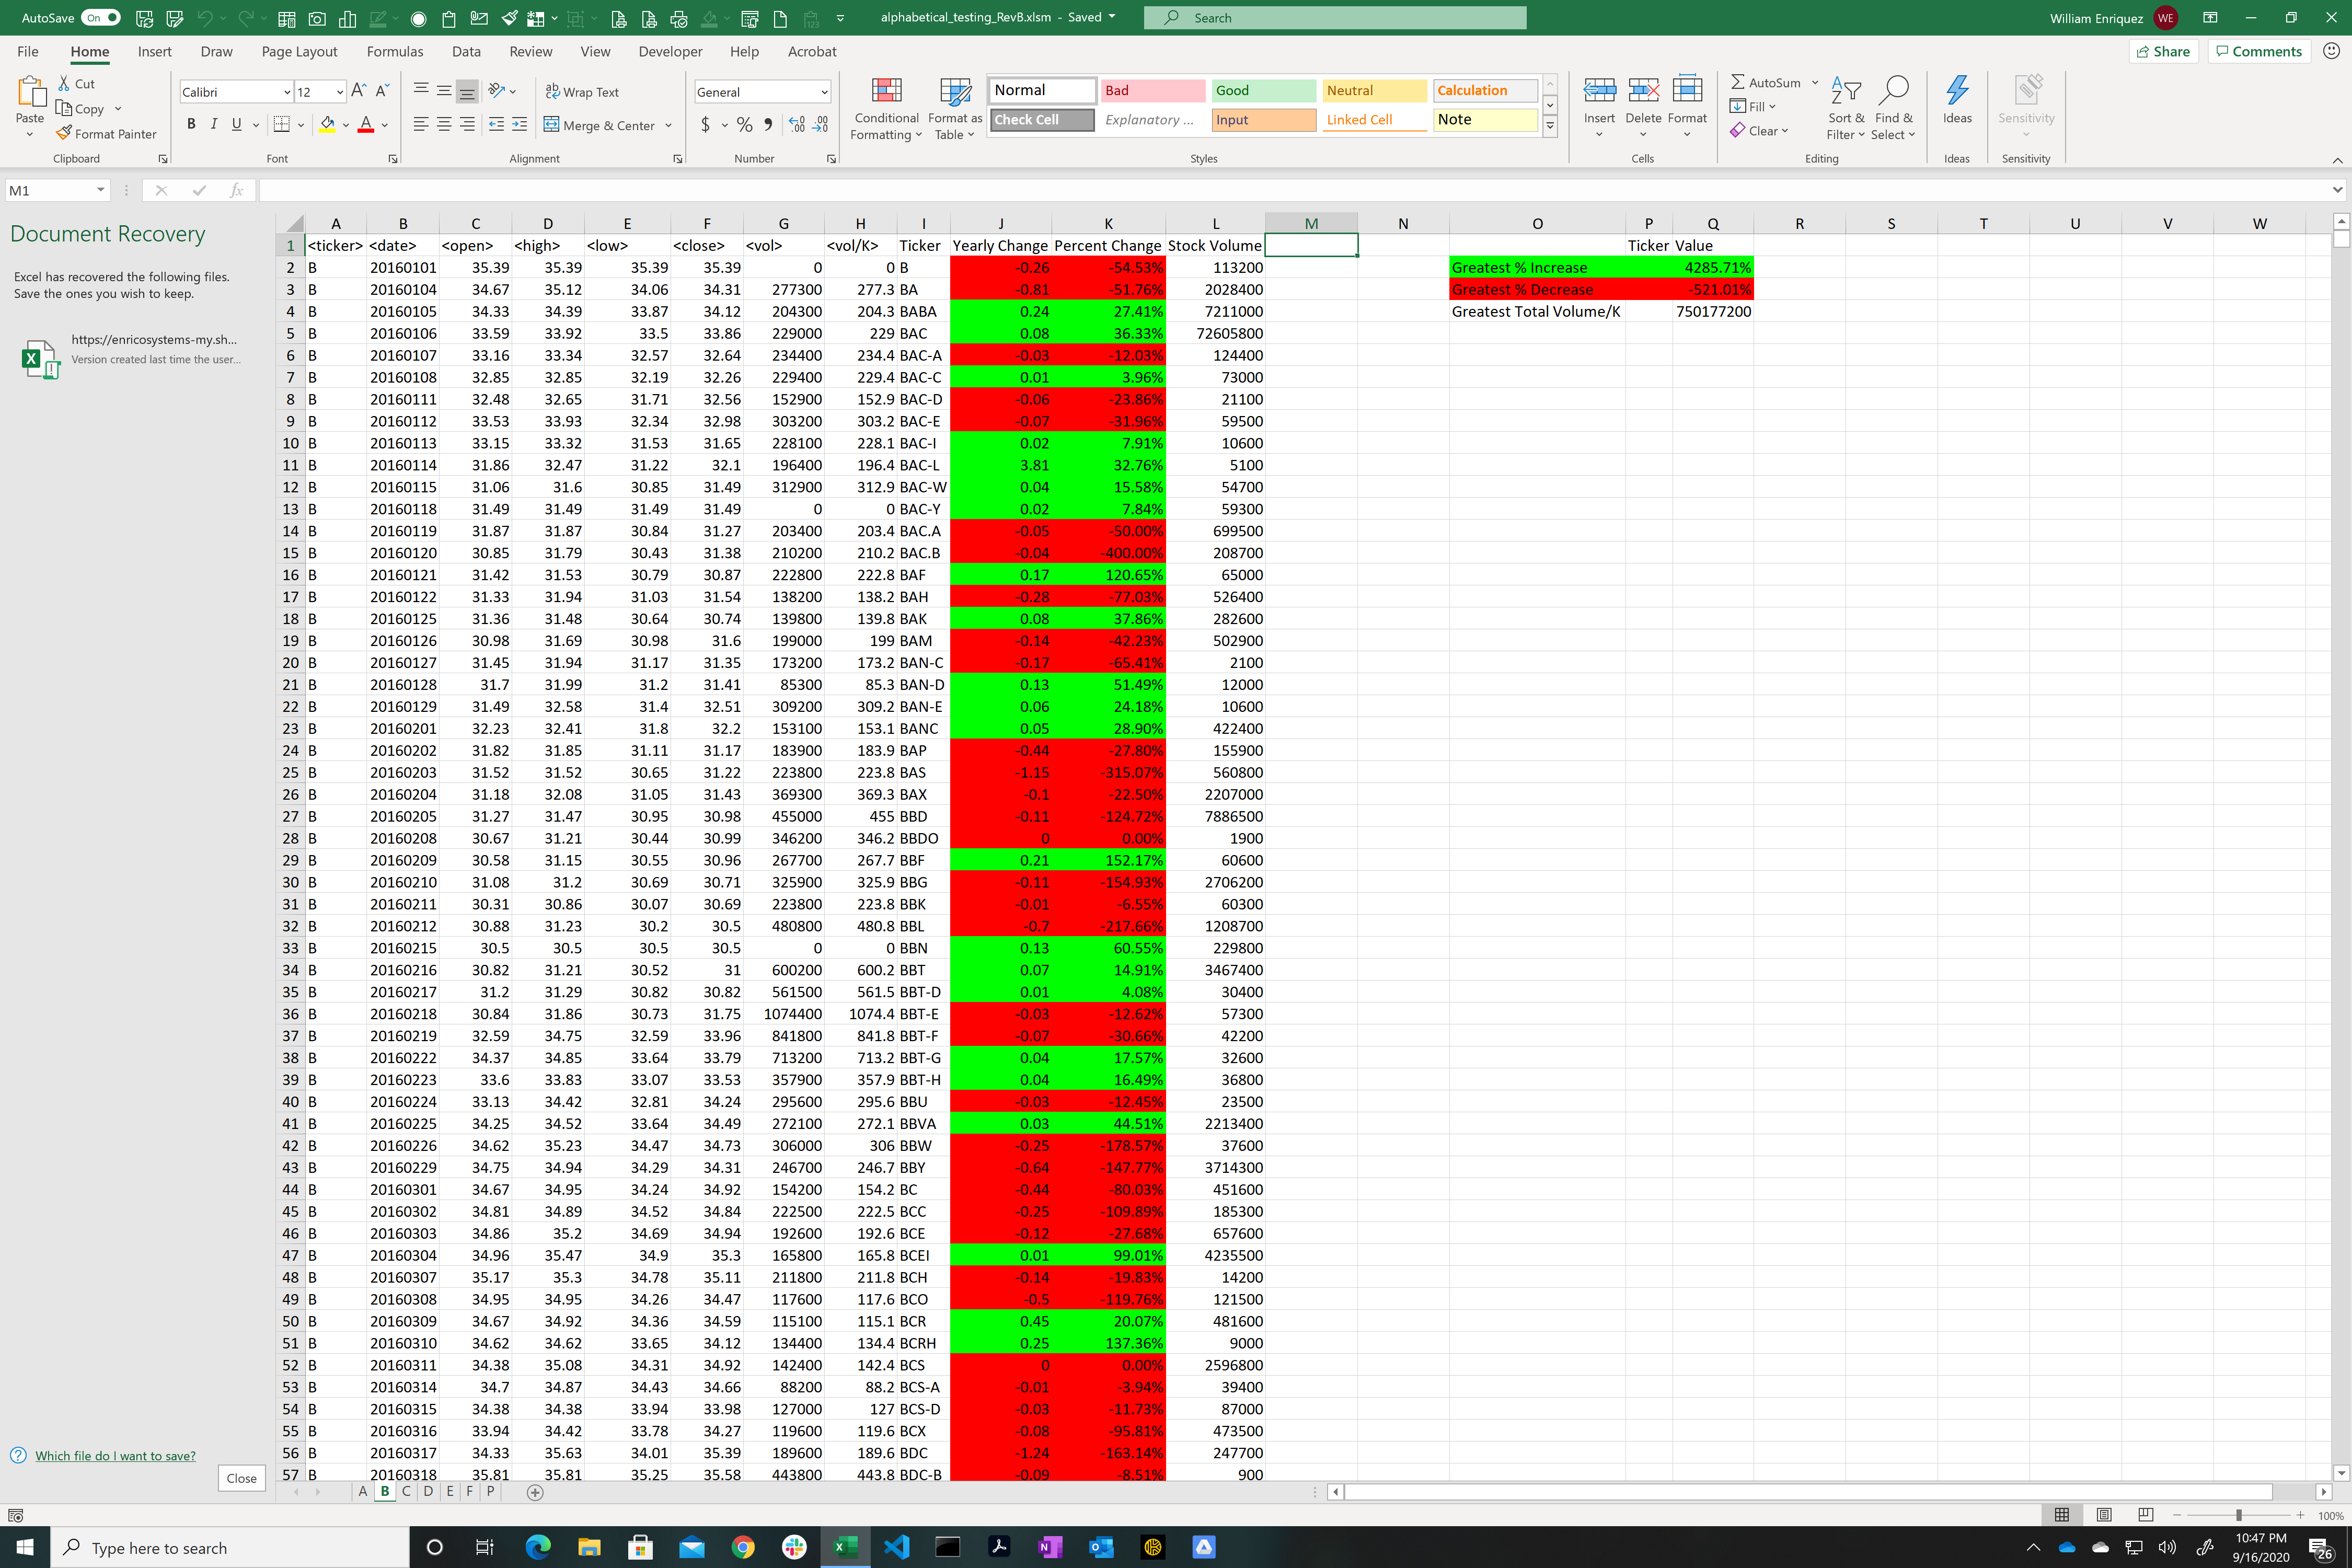 AutoSave On alphabetical_testing_RevB.xlsm - Saved Search William Enriquez WE
File Home Insert Draw Page Layout Formulas Data Review View Developer Help Acrobat Share Comments
Paste Cut Copy Format Painter Clipboard
Calibri 12 B I U A A Font
Wrap Text Merge & Center Alignment
General $ % Number
Conditional Formatting Format as Table Normal Bad Good Neutral Calculation
Check Cell Explanatory ... Input Linked Cell Note Styles
Insert Delete Format Cells
AutoSum Fill Clear Sort & Filter Find & Select Editing
Ideas Ideas Sensitivity Sensitivity
M1 fx
Document Recovery
Excel has recovered the following files.
Save the ones you wish to keep.
https://enricosystems-my.sh...
Version created last time the user...
Which file do I want to save?
Close
A B C D E F G H I J K L M N O P Q R S T U V W
1 <ticker> <date> <open> <high> <low> <close> <vol> <vol/K> Ticker Yearly Change Percent Change Stock Volume Ticker Value
2 B 20160101 35.39 35.39 35.39 35.39 0 0 B -0.26 -54.53% 113200 Greatest % Increase 4285.71%
3 B 20160104 34.67 35.12 34.06 34.31 277300 277.3 BA -0.81 -51.76% 2028400 Greatest % Decrease -521.01%
4 B 20160105 34.33 34.39 33.87 34.12 204300 204.3 BABA 0.24 27.41% 7211000 Greatest Total Volume/K 750177200
5 B 20160106 33.59 33.92 33.5 33.86 229000 229 BAC 0.08 36.33% 72605800
6 B 20160107 33.16 33.34 32.57 32.64 234400 234.4 BAC-A -0.03 -12.03% 124400
7 B 20160108 32.85 32.85 32.19 32.26 229400 229.4 BAC-C 0.01 3.96% 73000
8 B 20160111 32.48 32.65 31.71 32.56 152900 152.9 BAC-D -0.06 -23.86% 21100
9 B 20160112 33.53 33.93 32.34 32.98 303200 303.2 BAC-E -0.07 -31.96% 59500
10 B 20160113 33.15 33.32 31.53 31.65 228100 228.1 BAC-I 0.02 7.91% 10600
11 B 20160114 31.86 32.47 31.22 32.1 196400 196.4 BAC-L 3.81 32.76% 5100
12 B 20160115 31.06 31.6 30.85 31.49 312900 312.9 BAC-W 0.04 15.58% 54700
13 B 20160118 31.49 31.49 31.49 31.49 0 0 BAC-Y 0.02 7.84% 59300
14 B 20160119 31.87 31.87 30.84 31.27 203400 203.4 BAC.A -0.05 -50.00% 699500
15 B 20160120 30.85 31.79 30.43 31.38 210200 210.2 BAC.B -0.04 -400.00% 208700
16 B 20160121 31.42 31.53 30.79 30.87 222800 222.8 BAF 0.17 120.65% 65000
17 B 20160122 31.33 31.94 31.03 31.54 138200 138.2 BAH -0.28 -77.03% 526400
18 B 20160125 31.36 31.48 30.64 30.74 139800 139.8 BAK 0.08 37.86% 282600
19 B 20160126 30.98 31.69 30.98 31.6 199000 199 BAM -0.14 -42.23% 502900
20 B 20160127 31.45 31.94 31.17 31.35 173200 173.2 BAN-C -0.17 -65.41% 2100
21 B 20160128 31.7 31.99 31.2 31.41 85300 85.3 BAN-D 0.13 51.49% 12000
22 B 20160129 31.49 32.58 31.4 32.51 309200 309.2 BAN-E 0.06 24.18% 10600
23 B 20160201 32.23 32.41 31.8 32.2 153100 153.1 BANC 0.05 28.90% 422400
24 B 20160202 31.82 31.85 31.11 31.17 183900 183.9 BAP -0.44 -27.80% 155900
25 B 20160203 31.52 31.52 30.65 31.22 223800 223.8 BAS -1.15 -315.07% 560800
26 B 20160204 31.18 32.08 31.05 31.43 369300 369.3 BAX -0.1 -22.50% 2207000
27 B 20160205 31.27 31.47 30.95 30.98 455000 455 BBD -0.11 -124.72% 7886500
28 B 20160208 30.67 31.21 30.44 30.99 346200 346.2 BBDO 0 0.00% 1900
29 B 20160209 30.58 31.15 30.55 30.96 267700 267.7 BBF 0.21 152.17% 60600
30 B 20160210 31.08 31.2 30.69 30.71 325900 325.9 BBG -0.11 -154.93% 2706200
31 B 20160211 30.31 30.86 30.07 30.69 223800 223.8 BBK -0.01 -6.55% 60300
32 B 20160212 30.88 31.23 30.2 30.5 480800 480.8 BBL -0.7 -217.66% 1208700
33 B 20160215 30.5 30.5 30.5 30.5 0 0 BBN 0.13 60.55% 229800
34 B 20160216 30.82 31.21 30.52 31 600200 600.2 BBT 0.07 14.91% 3467400
35 B 20160217 31.2 31.29 30.82 30.82 561500 561.5 BBT-D 0.01 4.08% 30400
36 B 20160218 30.84 31.86 30.73 31.75 1074400 1074.4 BBT-E -0.03 -12.62% 57300
37 B 20160219 32.59 34.75 32.59 33.96 841800 841.8 BBT-F -0.07 -30.66% 42200
38 B 20160222 34.37 34.85 33.64 33.79 713200 713.2 BBT-G 0.04 17.57% 32600
39 B 20160223 33.6 33.83 33.07 33.53 357900 357.9 BBT-H 0.04 16.49% 36800
40 B 20160224 33.13 34.42 32.81 34.24 295600 295.6 BBU -0.03 -12.45% 23500
41 B 20160225 34.25 34.52 33.64 34.49 272100 272.1 BBVA 0.03 44.51% 2213400
42 B 20160226 34.62 35.23 34.47 34.73 306000 306 BBW -0.25 -178.57% 37600
43 B 20160229 34.75 34.94 34.29 34.31 246700 246.7 BBY -0.64 -147.77% 3714300
44 B 20160301 34.67 34.95 34.24 34.92 154200 154.2 BC -0.44 -80.03% 451600
45 B 20160302 34.81 34.89 34.52 34.84 222500 222.5 BCC -0.25 -109.89% 185300
46 B 20160303 34.86 35.2 34.69 34.94 192600 192.6 BCE -0.12 -27.68% 657600
47 B 20160304 34.96 35.47 34.9 35.3 165800 165.8 BCEI 0.01 99.01% 4235500
48 B 20160307 35.17 35.3 34.78 35.11 211800 211.8 BCH -0.14 -19.83% 14200
49 B 20160308 34.95 34.95 34.26 34.47 117600 117.6 BCO -0.5 -119.76% 121500
50 B 20160309 34.67 34.92 34.36 34.59 115100 115.1 BCR 0.45 20.07% 481600
51 B 20160310 34.62 34.62 33.65 34.12 134400 134.4 BCRH 0.25 137.36% 9000
52 B 20160311 34.38 35.08 34.31 34.92 142400 142.4 BCS 0 0.00% 2596800
53 B 20160314 34.7 34.87 34.43 34.66 88200 88.2 BCS-A -0.01 -3.94% 39400
54 B 20160315 34.38 34.38 33.94 33.98 127000 127 BCS-D -0.03 -11.73% 87000
55 B 20160316 33.94 34.42 33.78 34.27 119600 119.6 BCX -0.08 -95.81% 473500
56 B 20160317 34.33 35.63 34.01 35.39 189600 189.6 BDC -1.24 -163.14% 247700
57 B 20160318 35.81 35.81 35.25 35.58 443800 443.8 BDC-B -0.09 -8.51% 900
A B C D E F P
100%
Type here to search
10:47 PM
9/16/2020
26